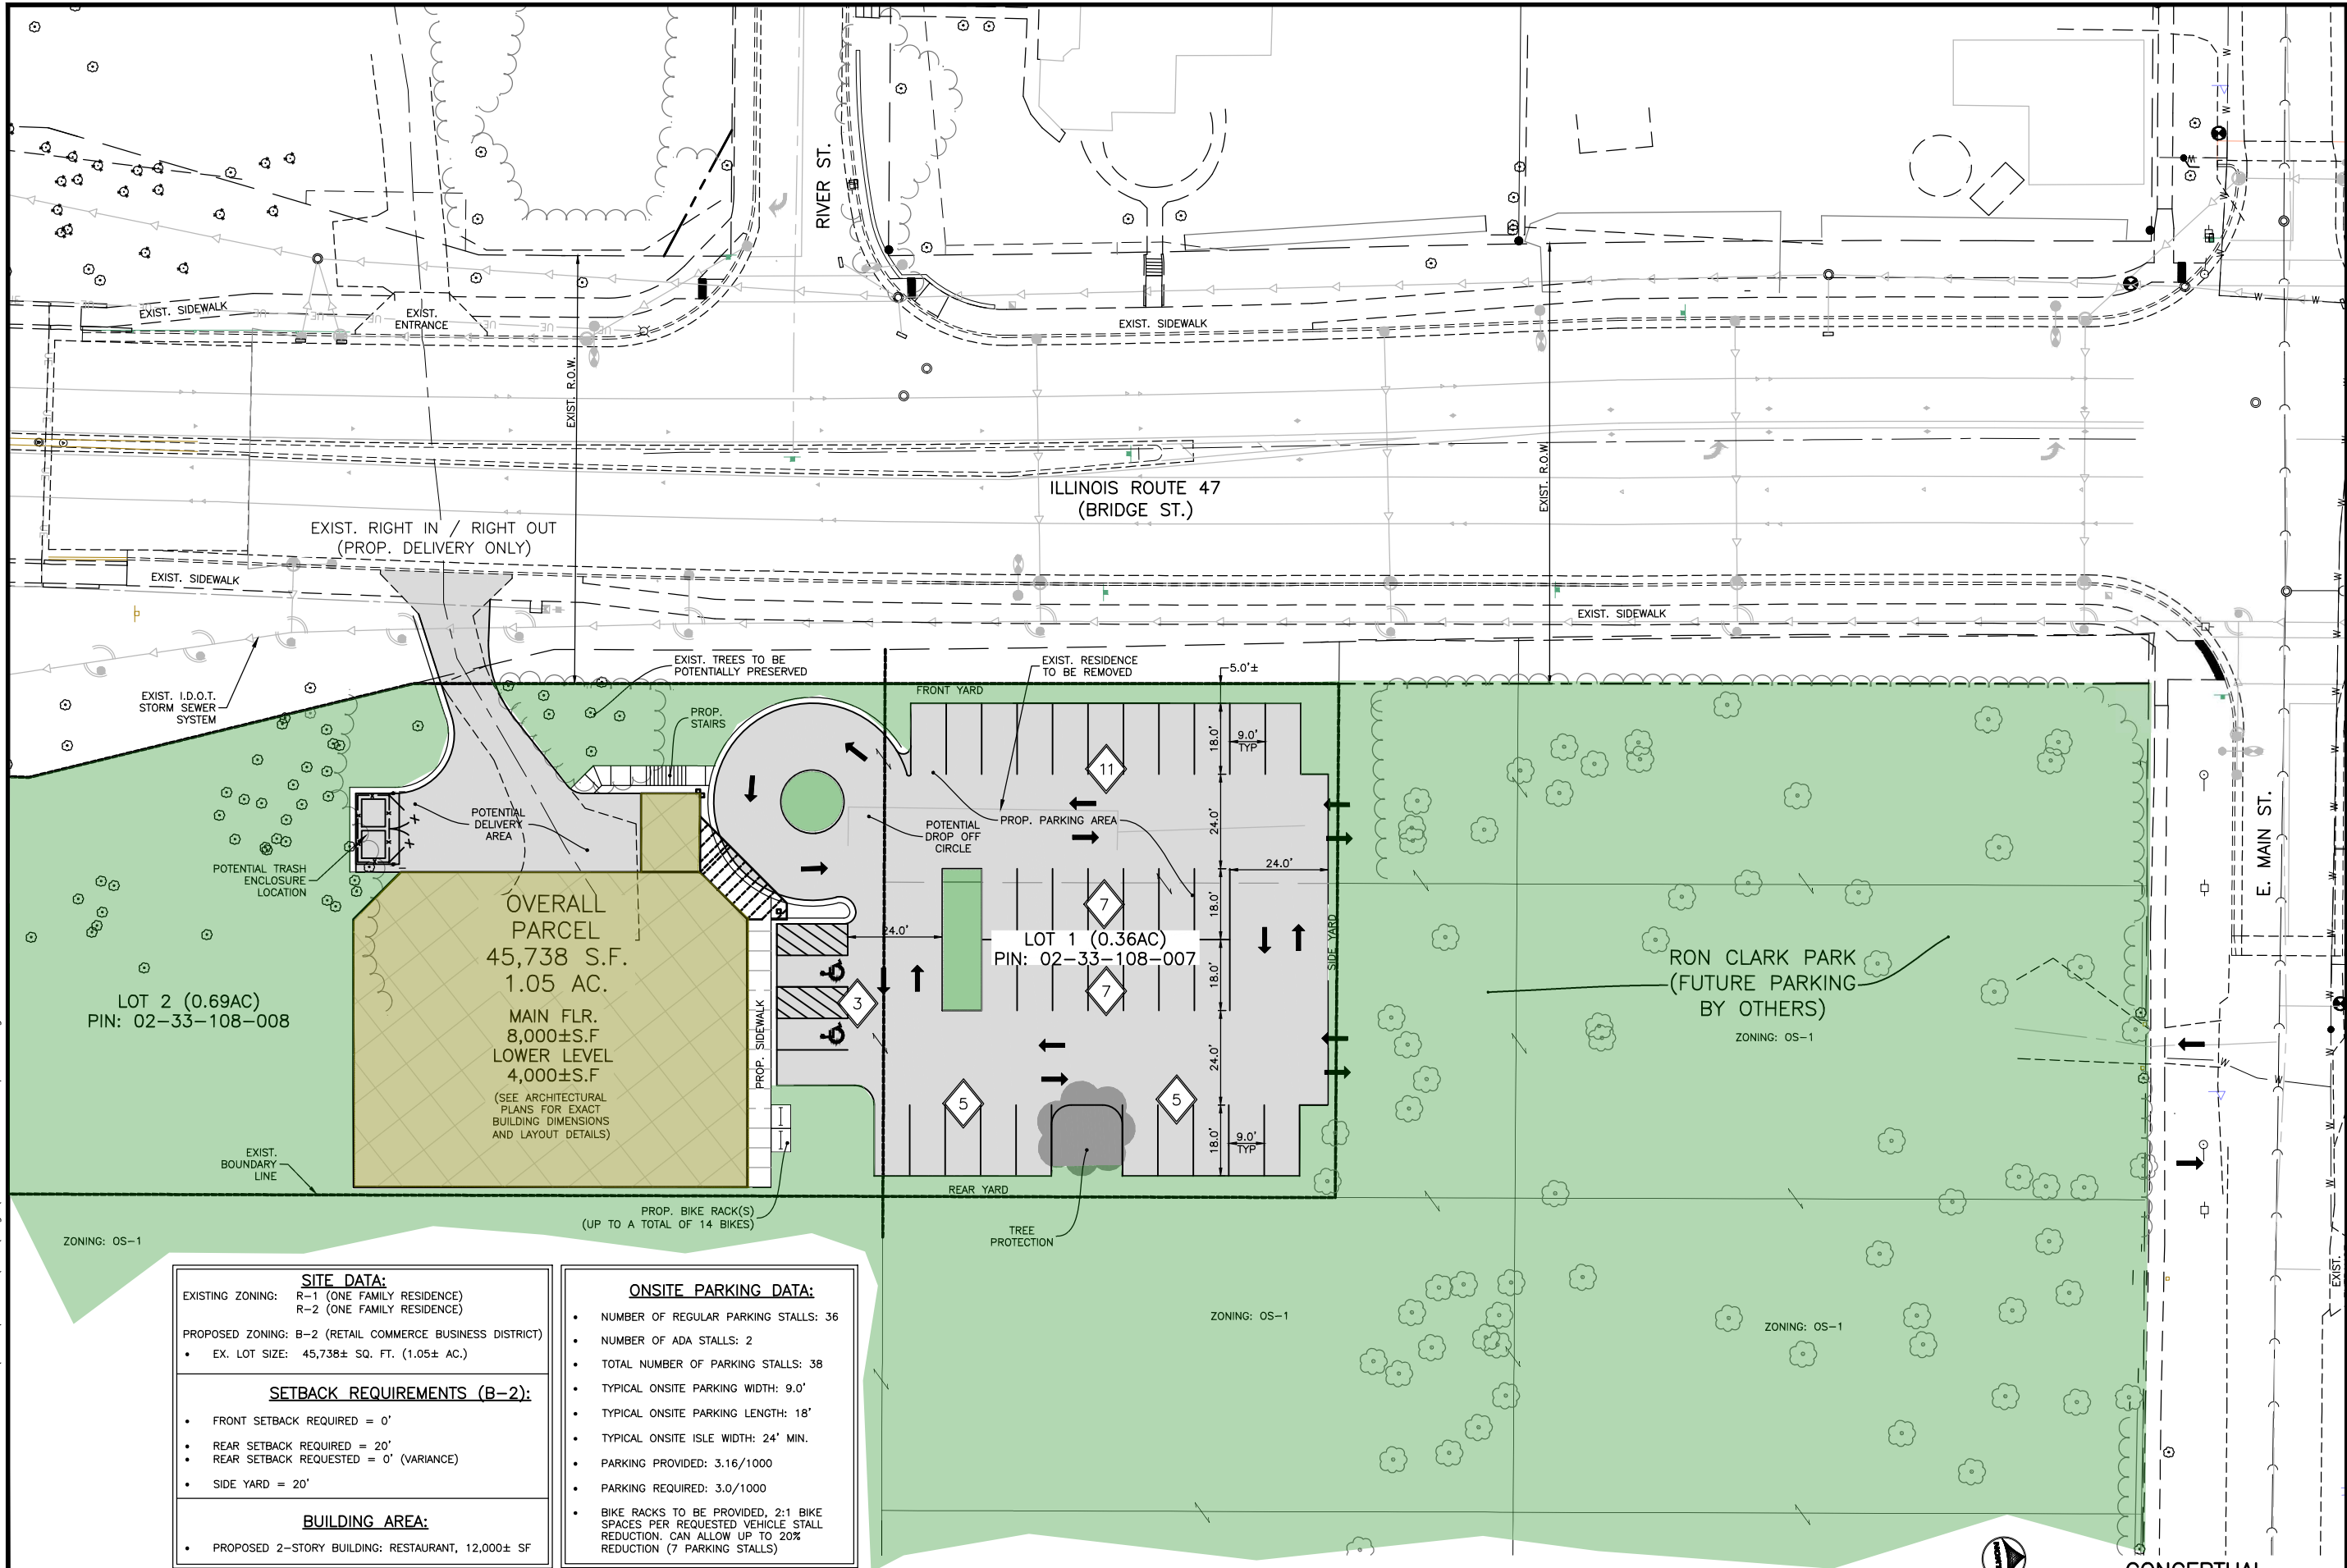 RIVER ST.
EXIST. SIDEWALK
EXIST.
ENTRANCE
EXIST. R.O.W.
EXIST. SIDEWALK
EXIST. R.O.W.
ILLINOIS ROUTE 47
(BRIDGE ST.)
EXIST. RIGHT IN / RIGHT OUT
(PROP. DELIVERY ONLY)
EXIST. SIDEWALK
EXIST. SIDEWALK
EXIST. I.D.O.T.
STORM SEWER
SYSTEM
EXIST. TREES TO BE
POTENTIALLY PRESERVED
PROP.
STAIRS
FRONT YARD
EXIST. RESIDENCE
TO BE REMOVED
5.0'±
18.0'
9.0'
TYP
11
24.0'
POTENTIAL
DELIVERY
AREA
POTENTIAL
DROP OFF
CIRCLE
PROP. PARKING AREA
POTENTIAL TRASH
ENCLOSURE
LOCATION
24.0'
18.0'
7
24.0'
OVERALL
PARCEL
45,738 S.F.
1.05 AC.
MAIN FLR.
8,000±S.F
LOWER LEVEL
4,000±S.F
(SEE ARCHITECTURAL
PLANS FOR EXACT
BUILDING DIMENSIONS
AND LAYOUT DETAILS)
LOT 1 (0.36AC)
PIN: 02-33-108-007
SIDE YARD
18.0'
7
3
PROP. SIDEWALK
24.0'
5
5
18.0'
9.0'
TYP
LOT 2 (0.69AC)
PIN: 02-33-108-008
RON CLARK PARK
(FUTURE PARKING
BY OTHERS)
ZONING: OS-1
E. MAIN ST.
EXIST.
BOUNDARY
LINE
REAR YARD
PROP. BIKE RACK(S)
(UP TO A TOTAL OF 14 BIKES)
TREE
PROTECTION
ZONING: OS-1
ZONING: OS-1
ZONING: OS-1
EXIST.
SITE DATA:
EXISTING ZONING: R-1 (ONE FAMILY RESIDENCE)
R-2 (ONE FAMILY RESIDENCE)
PROPOSED ZONING: B-2 (RETAIL COMMERCE BUSINESS DISTRICT)
• EX. LOT SIZE: 45,738± SQ. FT. (1.05± AC.)
SETBACK REQUIREMENTS (B-2):
• FRONT SETBACK REQUIRED = 0'
• REAR SETBACK REQUIRED = 20'
• REAR SETBACK REQUESTED = 0' (VARIANCE)
• SIDE YARD = 20'
BUILDING AREA:
• PROPOSED 2-STORY BUILDING: RESTAURANT, 12,000± SF
ONSITE PARKING DATA:
• NUMBER OF REGULAR PARKING STALLS: 36
• NUMBER OF ADA STALLS: 2
• TOTAL NUMBER OF PARKING STALLS: 38
• TYPICAL ONSITE PARKING WIDTH: 9.0'
• TYPICAL ONSITE PARKING LENGTH: 18'
• TYPICAL ONSITE ISLE WIDTH: 24' MIN.
• PARKING PROVIDED: 3.16/1000
• PARKING REQUIRED: 3.0/1000
• BIKE RACKS TO BE PROVIDED, 2:1 BIKE
SPACES PER REQUESTED VEHICLE STALL
REDUCTION. CAN ALLOW UP TO 20%
REDUCTION (7 PARKING STALLS)